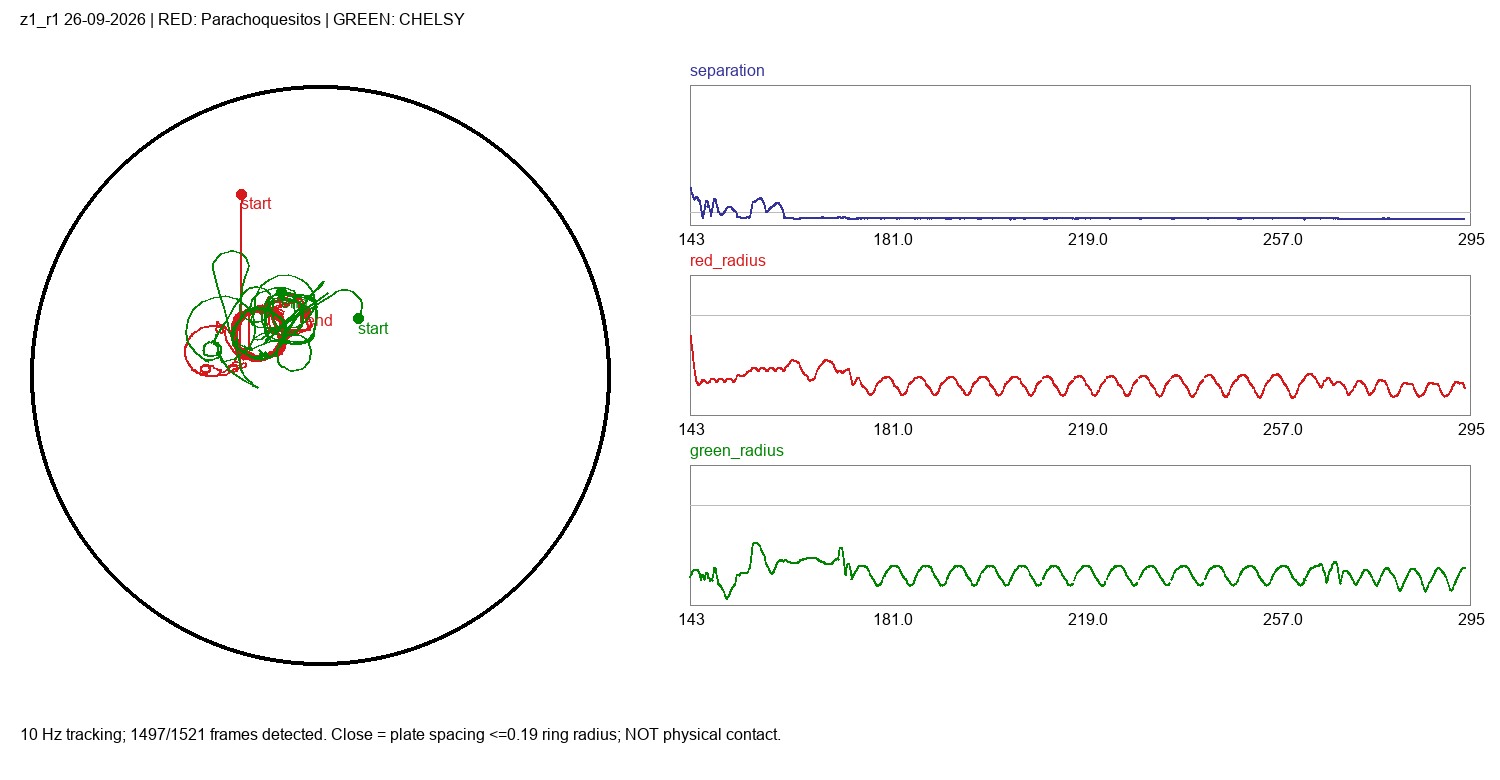 z1_r1 26-09-2026 | RED: Parachoquesitos | GREEN: CHELSY
separation
143 181.0 219.0 257.0 295
red_radius
143 181.0 219.0 257.0 295
green_radius
143 181.0 219.0 257.0 295
start
start
end
10 Hz tracking; 1497/1521 frames detected. Close = plate spacing <=0.19 ring radius; NOT physical contact.